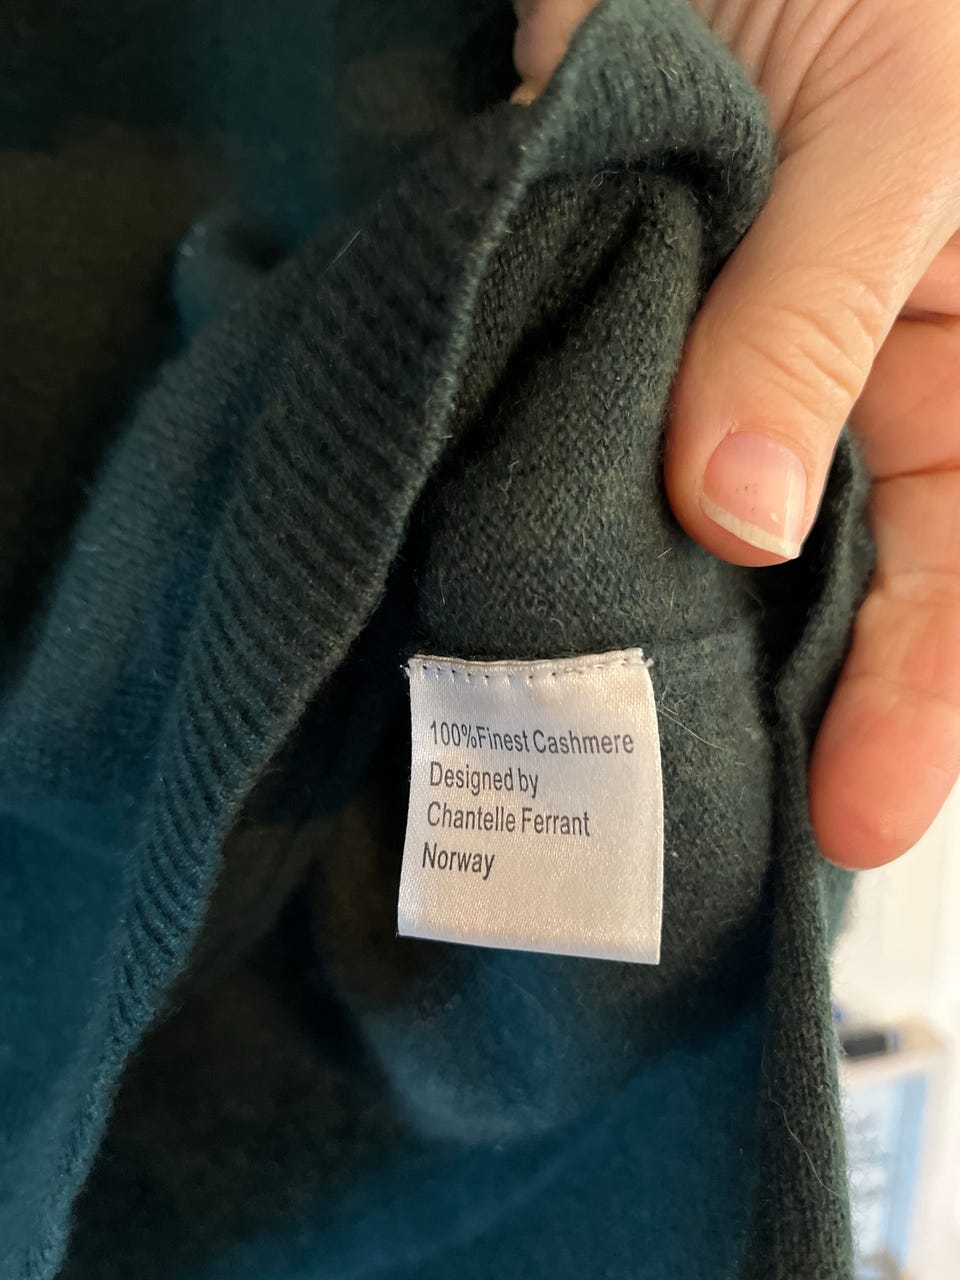 100%Finest Cashmere
Designed by
Chantelle Ferrant
Norway